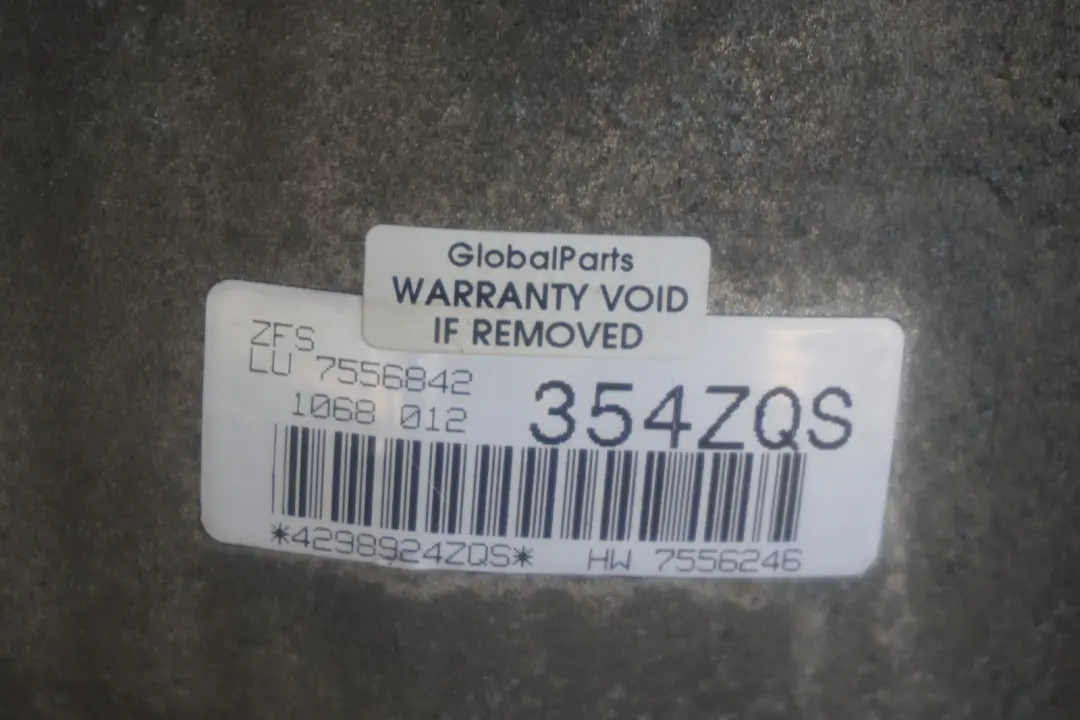 GlobalParts
WARRANTY VOID
IF REMOVED
ZFS
LU 7556842
1068 012
354ZQS
*4298924ZQS*
HW 7556246